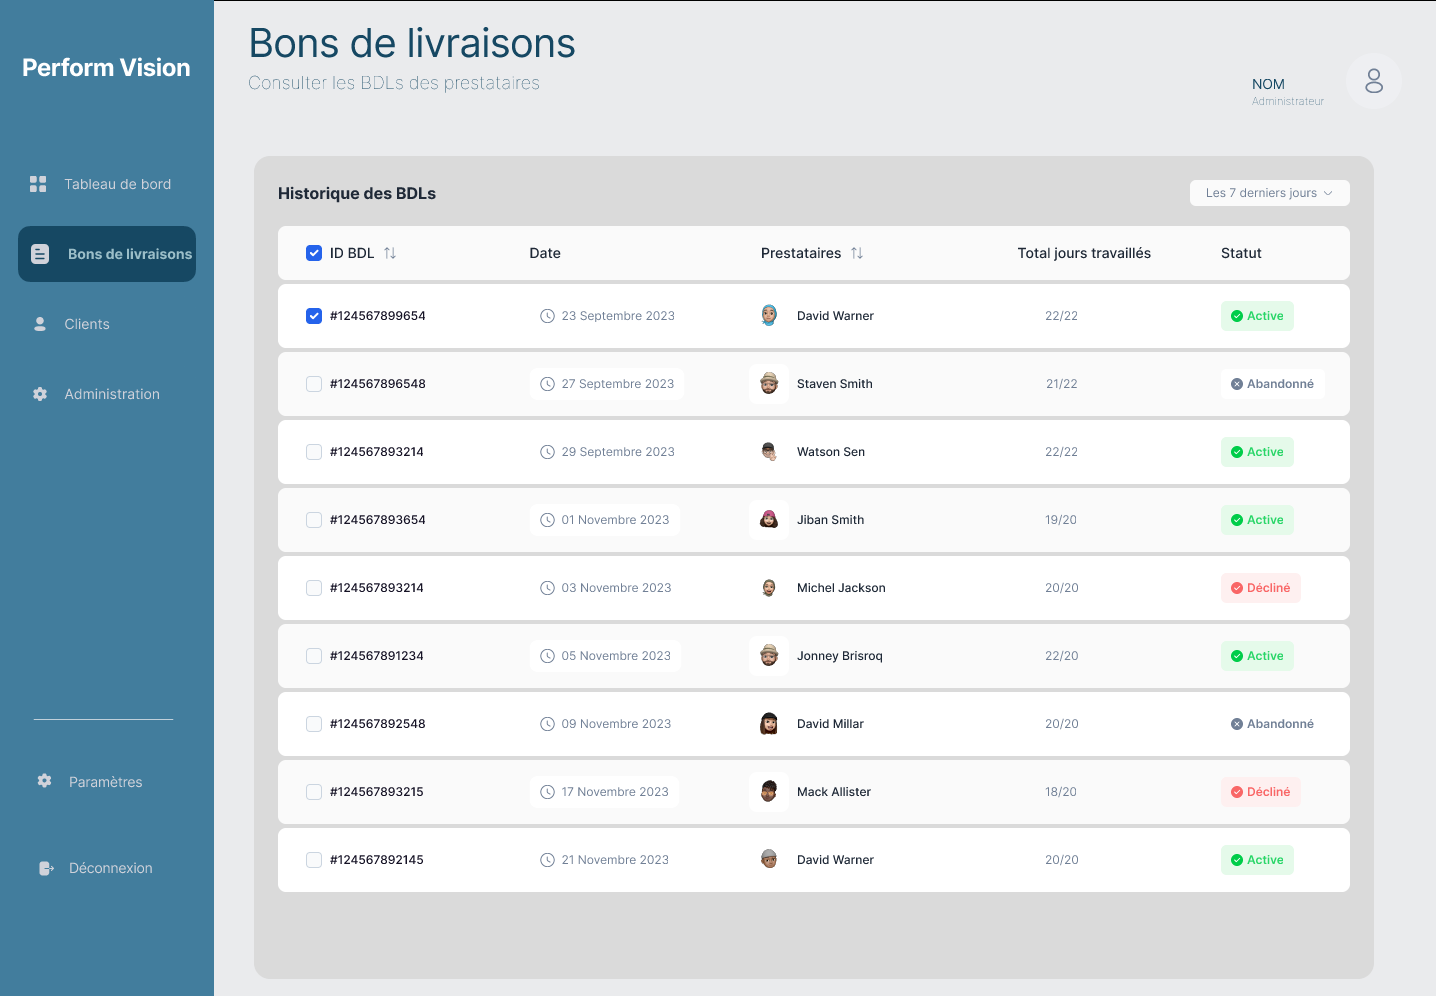 Perform Vision
Tableau de bord
Bons de livraisons
Clients
Administration
Paramètres
Déconnexion
Bons de livraisons
Consulter les BDLs des prestataires
NOM
Administrateur
Historique des BDLs
Les 7 derniers jours
ID BDL Date Prestataires Total jours travaillés Statut
#124567899654 23 Septembre 2023 David Warner 22/22 Active
#124567896548 27 Septembre 2023 Staven Smith 21/22 Abandonné
#124567893214 29 Septembre 2023 Watson Sen 22/22 Active
#124567893654 01 Novembre 2023 Jiban Smith 19/20 Active
#124567893214 03 Novembre 2023 Michel Jackson 20/20 Décliné
#124567891234 05 Novembre 2023 Jonney Brisroq 22/20 Active
#124567892548 09 Novembre 2023 David Millar 20/20 Abandonné
#124567893215 17 Novembre 2023 Mack Allister 18/20 Décliné
#124567892145 21 Novembre 2023 David Warner 20/20 Active